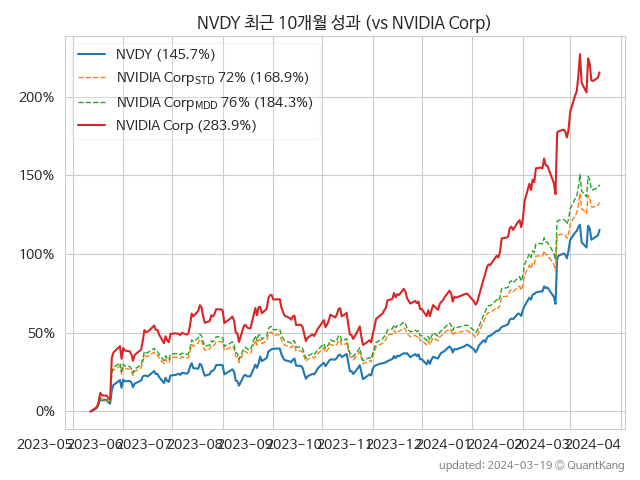 NVDY 최근 10개월 성과 (vs NVIDIA Corp)
NVDY (145.7%)
NVIDIA CorpSTD 72% (168.9%)
NVIDIA CorpMDD 76% (184.3%)
NVIDIA Corp (283.9%)
200%
150%
100%
50%
0%
2023-05 2023-06 2023-07 2023-08 2023-09 2023-10 2023-11 2023-12 2024-01 2024-02 2024-03 2024-04
updated: 2024-03-19 © QuantKang